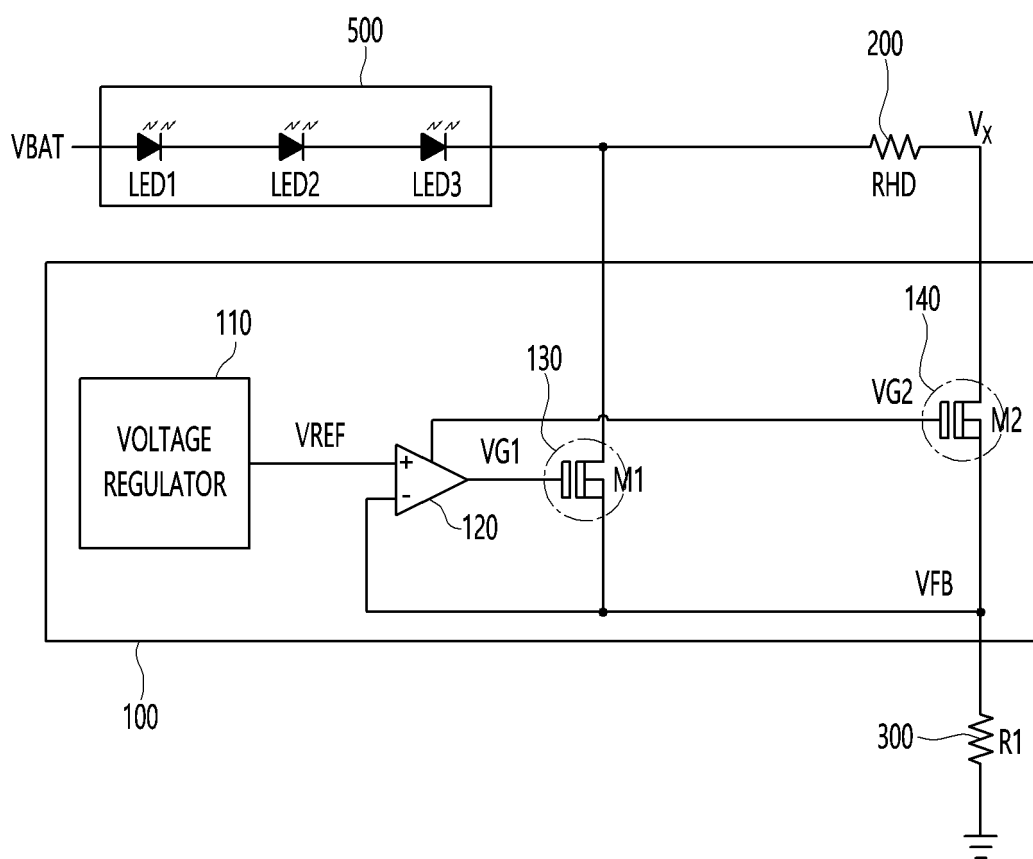 500
200
VBAT
LED1
LED2
LED3
RHD
VX
110
VOLTAGE
REGULATOR
VREF
+
-
120
VG1
130
M1
140
VG2
M2
VFB
100
300
R1